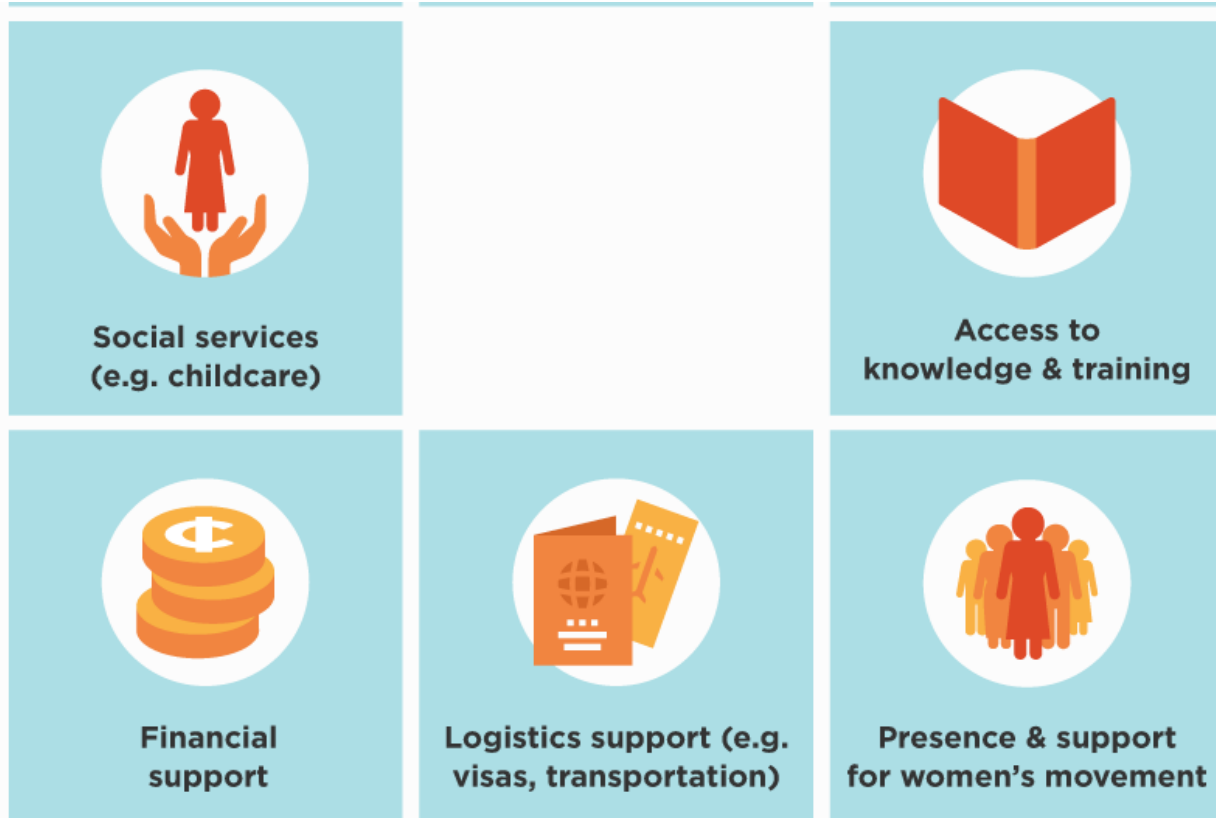 Social services
(e.g. childcare)
Access to
knowledge & training
Financial
support
Logistics support (e.g.
visas, transportation)
Presence & support
for women's movement